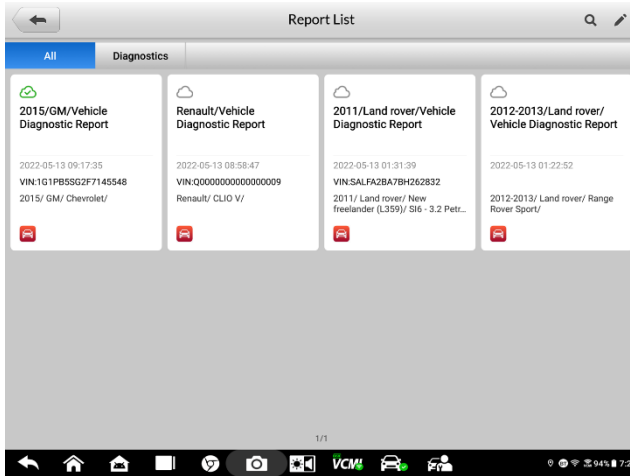 Report List
All
Diagnostics
2015/GM/Vehicle
Diagnostic Report
2022-05-13 09:17:35
VIN:1G1PB5SG2F7145548
2015/ GM/ Chevrolet/
Renault/Vehicle
Diagnostic Report
2022-05-13 08:58:47
VIN:Q0000000000000009
Renault/ CLIO V/
2011/Land rover/Vehicle
Diagnostic Report
2022-05-13 01:31:39
VIN:SALFA2BA7BH262832
2011/ Land rover/ New
freelander (L359)/ SI6 - 3.2 Petr...
2012-2013/Land rover/
Vehicle Diagnostic Report
2022-05-13 01:22:52
2012-2013/ Land rover/ Range
Rover Sport/
1/1
VCMI
94% 7:2